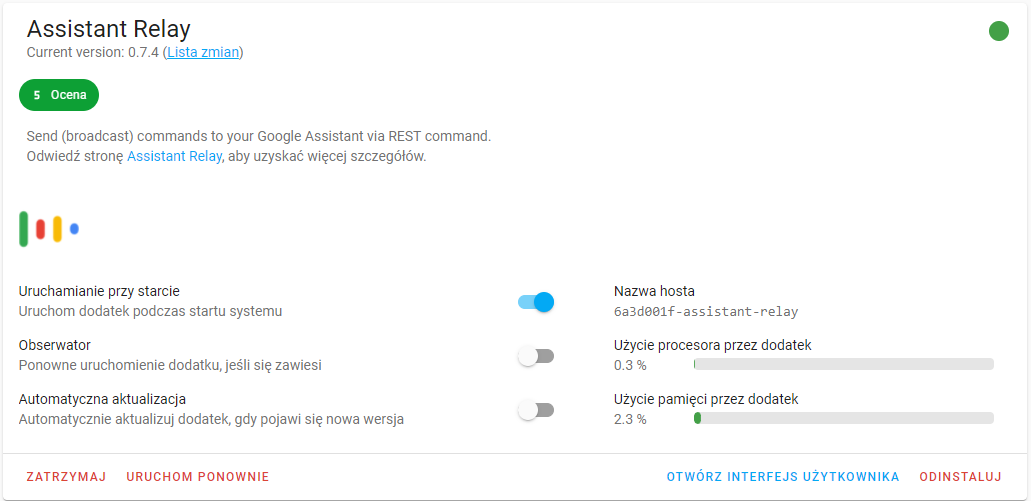 Assistant Relay
Current version: 0.7.4 (Lista zmian)
5 Ocena
Send (broadcast) commands to your Google Assistant via REST command.
Odwiedź stronę Assistant Relay, aby uzyskać więcej szczegółów.
Uruchamianie przy starcie
Uruchom dodatek podczas startu systemu
Nazwa hosta
6a3d001f-assistant-relay
Obserwator
Ponowne uruchomienie dodatku, jeśli się zawiesi
Użycie procesora przez dodatek
0.3 %
Automatyczna aktualizacja
Automatycznie aktualizuj dodatek, gdy pojawi się nowa wersja
Użycie pamięci przez dodatek
2.3 %
ZATRZYMAJ URUCHOM PONOWNIE OTWÓRZ INTERFEJS UŻYTKOWNIKA ODINSTALUJ